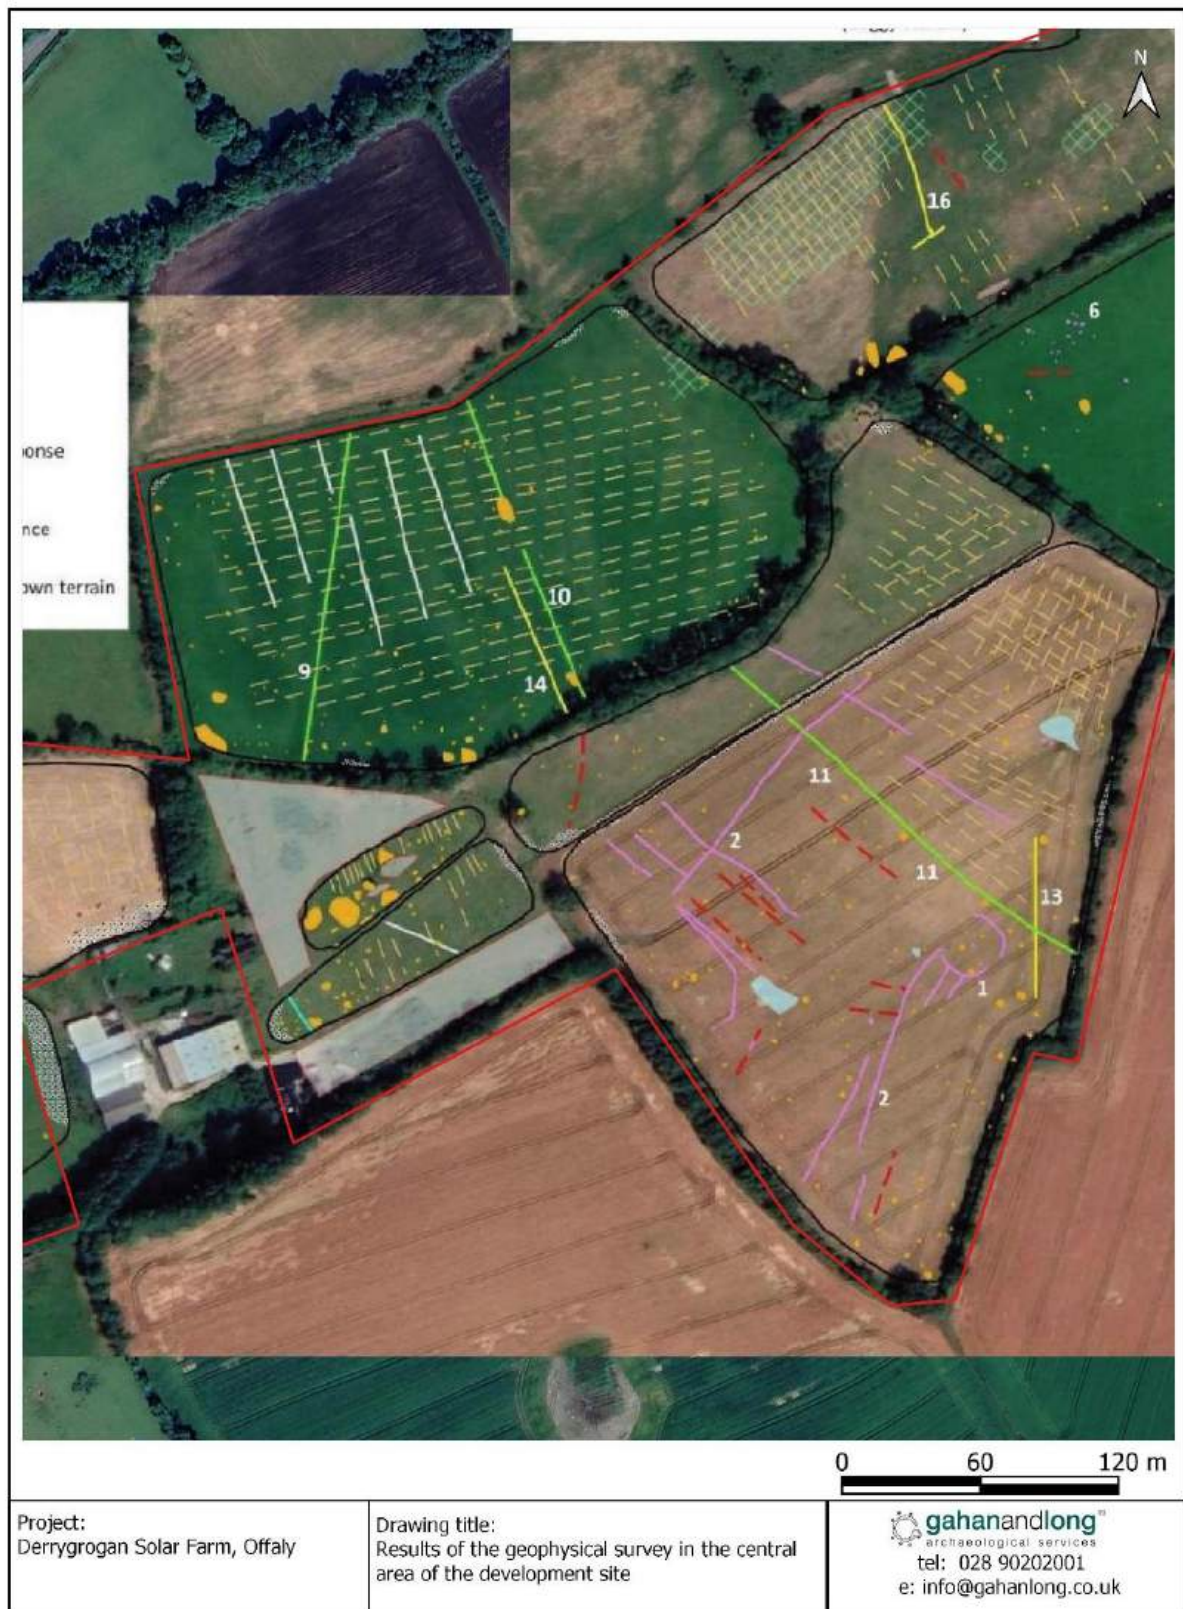 N
16
6
onse
nce
own terrain
10
9
14
11
2
11
13
1
2
0 60 120 m
Project:
Derrygrogan Solar Farm, Offaly
Drawing title:
Results of the geophysical survey in the central
area of the development site
gahanandlong™
archaeological services
tel: 028 90202001
e: info@gahanlong.co.uk